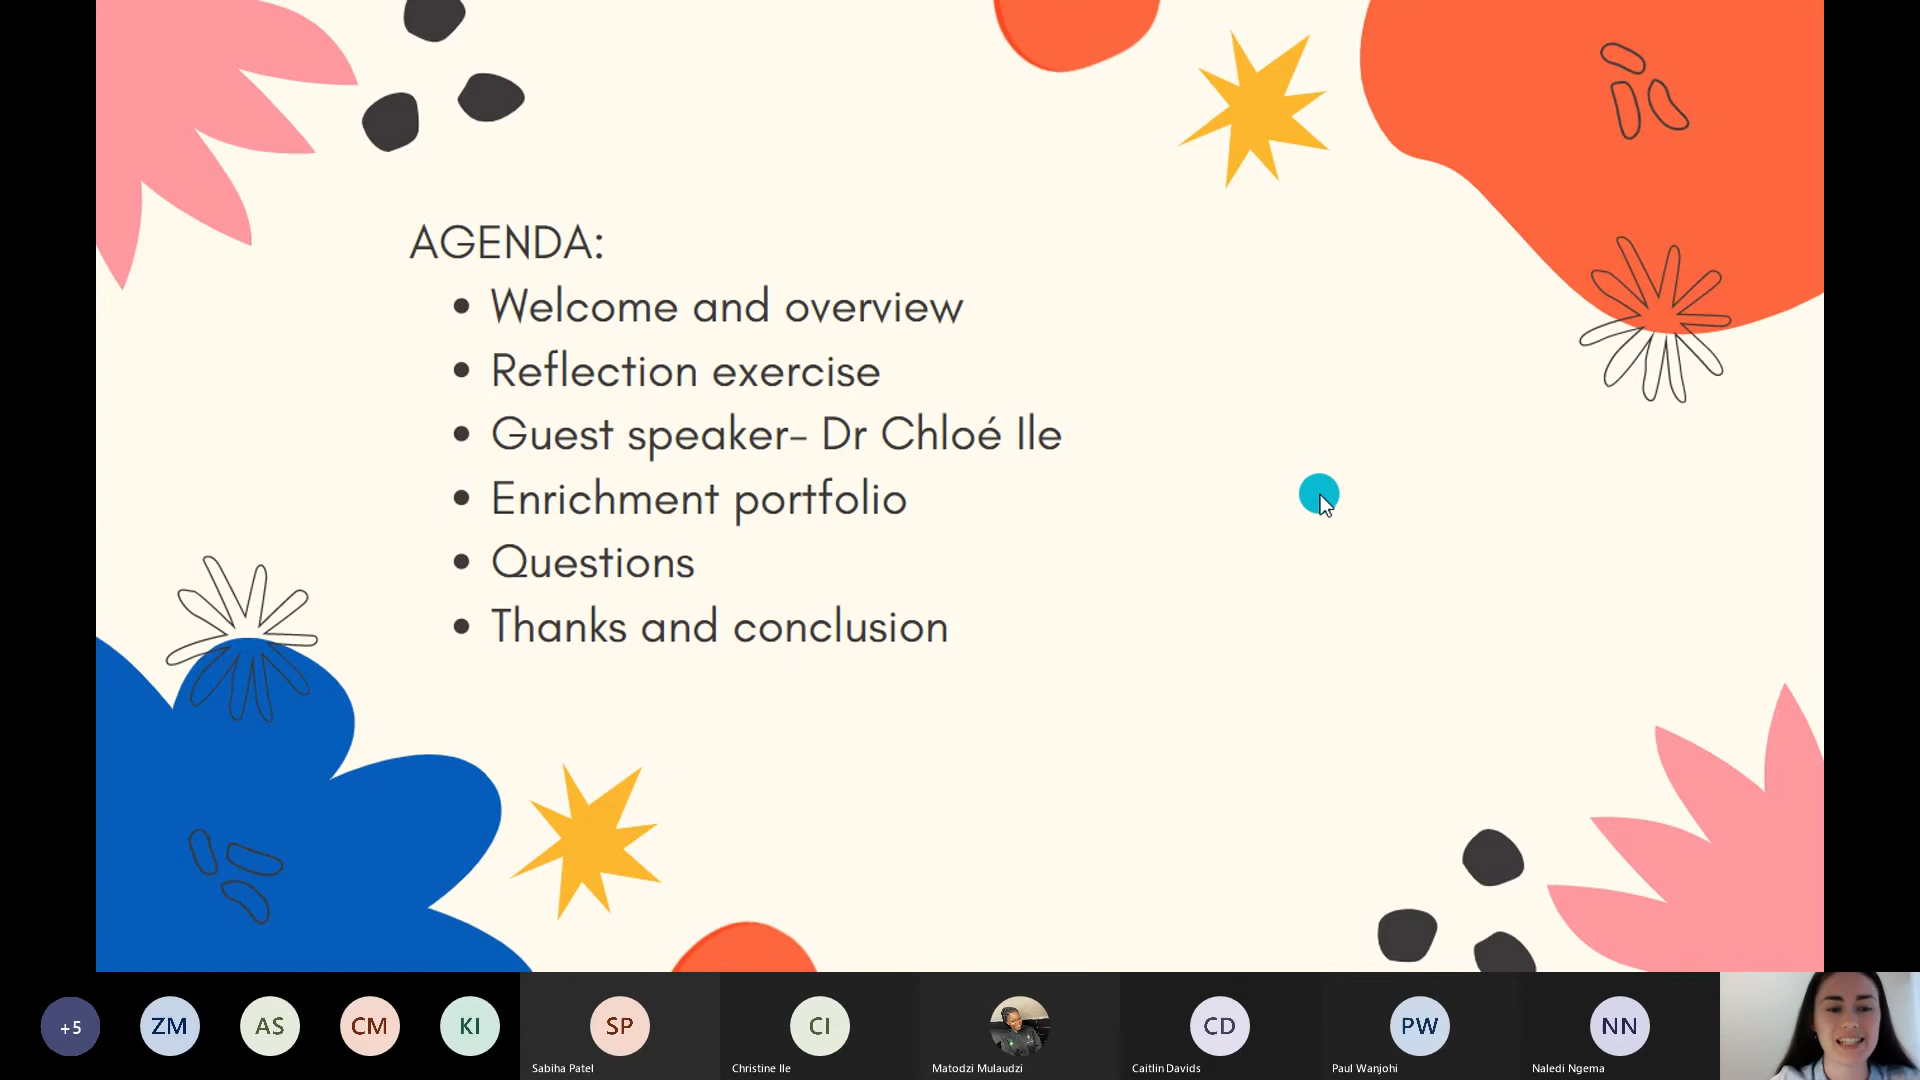 AGENDA:
• Welcome and overview
• Reflection exercise
• Guest speaker- Dr Chloé Ile
• Enrichment portfolio
• Questions
• Thanks and conclusion
+5
ZM
AS
CM
KI
SP
CI
CD
PW
NN
Sabiha Patel
Christine Ile
Matodzi Mulaudzi
Caitlin Davids
Paul Wanjohi
Naledi Ngema